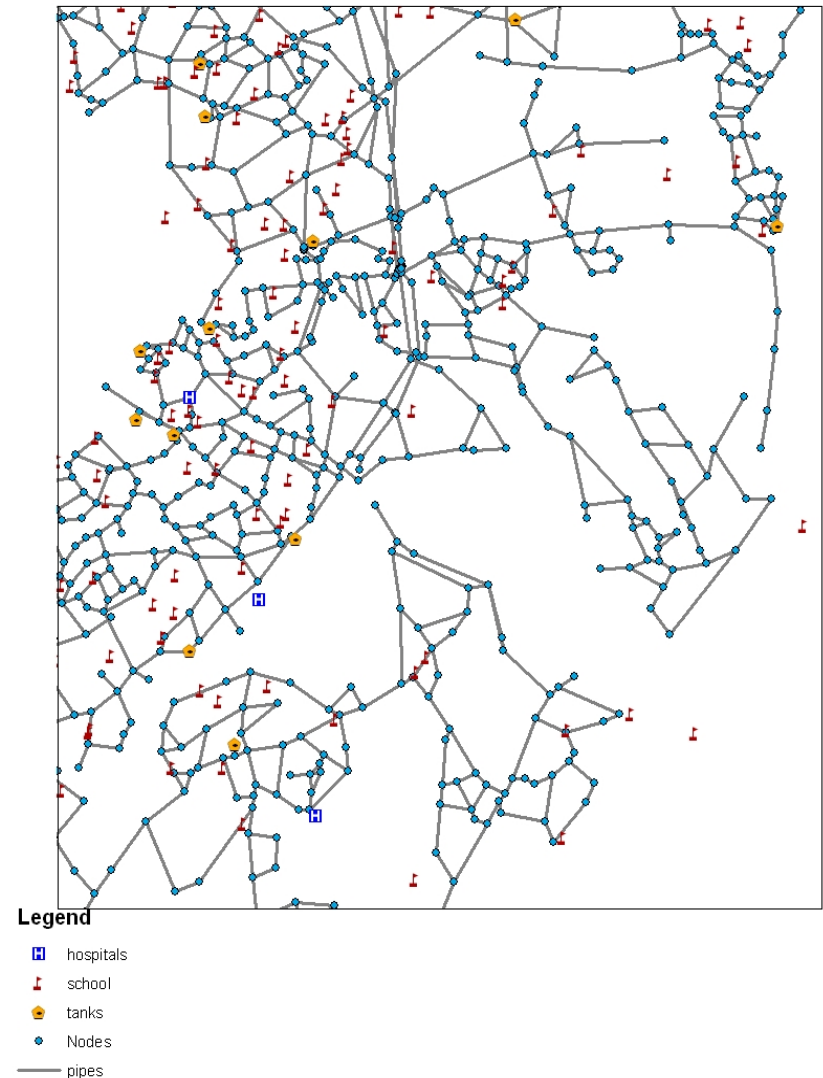 H
H
H
Legend
H hospitals
school
tanks
Nodes
pipes